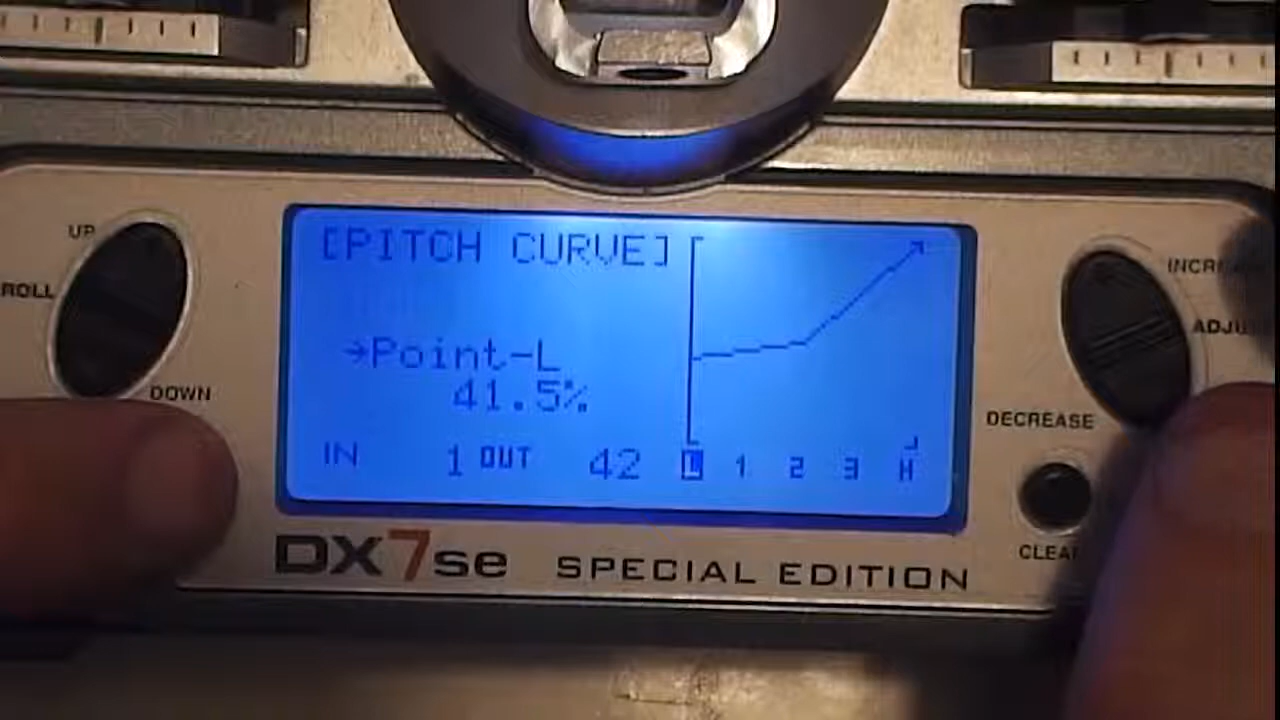 UP
ROLL
DOWN
[PITCH CURVE]
→Point-L
41.5%
IN 1 OUT 42 L 1 2 3 H
DECREASE
DX7se SPECIAL EDITION